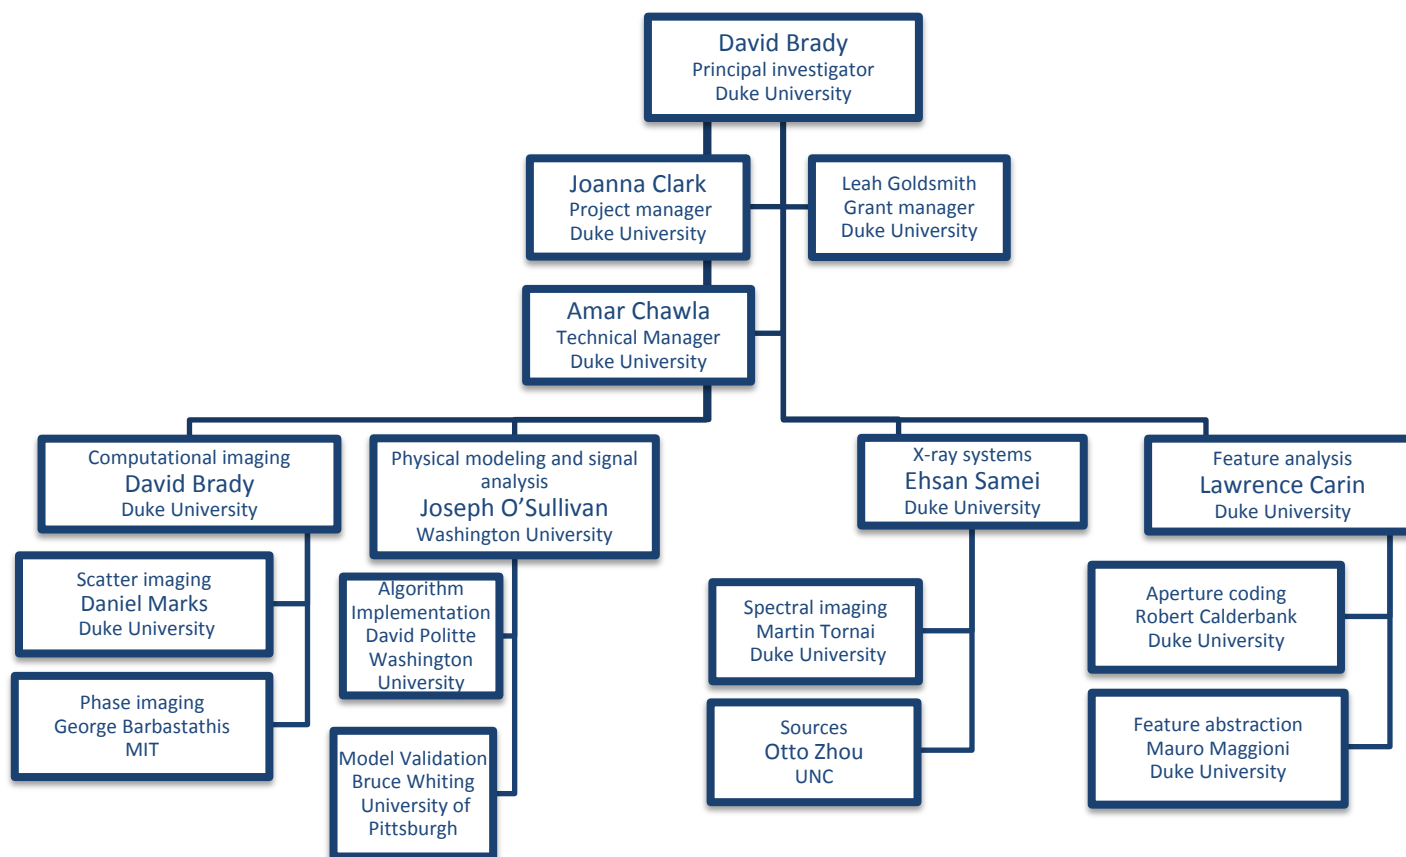 David Brady
Principal investigator
Duke University
Joanna Clark
Project manager
Duke University
Leah Goldsmith
Grant manager
Duke University
Amar Chawla
Technical Manager
Duke University
Computational imaging
David Brady
Duke University
Physical modeling and signal
analysis
Joseph O’Sullivan
Washington University
X-ray systems
Ehsan Samei
Duke University
Feature analysis
Lawrence Carin
Duke University
Scatter imaging
Daniel Marks
Duke University
Phase imaging
George Barbastathis
MIT
Algorithm
Implementation
David Politte
Washington
University
Model Validation
Bruce Whiting
University of
Pittsburgh
Spectral imaging
Martin Tornai
Duke University
Sources
Otto Zhou
UNC
Aperture coding
Robert Calderbank
Duke University
Feature abstraction
Mauro Maggioni
Duke University